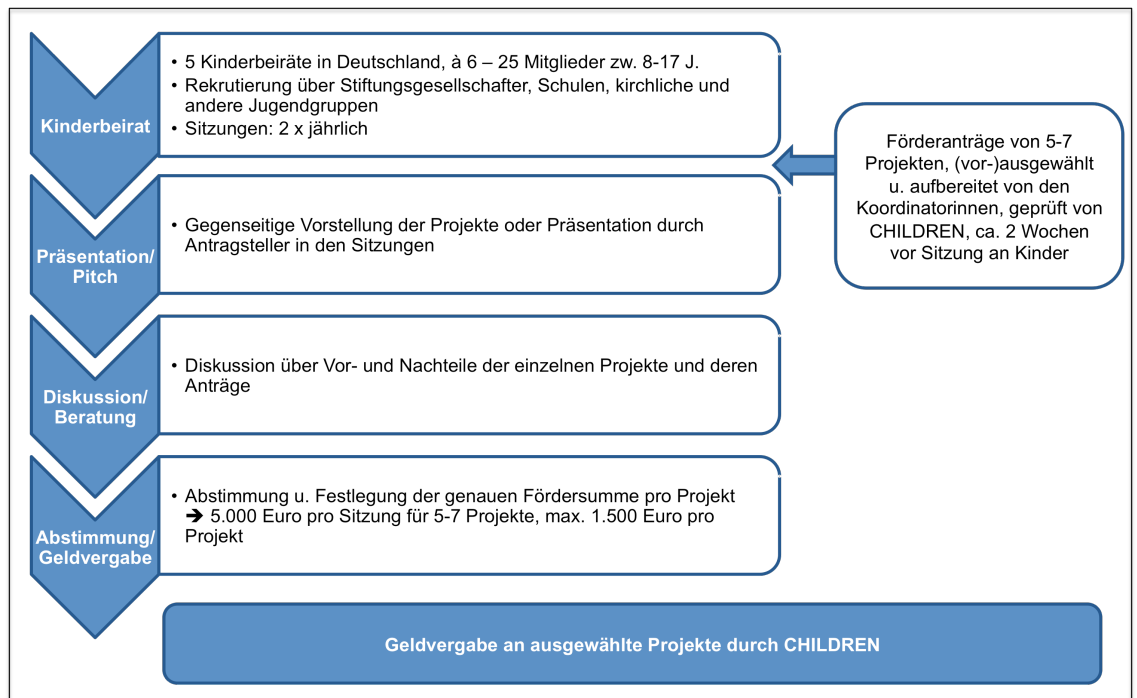 Kinderbeirat
• 5 Kinderbeiräte in Deutschland, à 6 – 25 Mitglieder zw. 8-17 J.
• Rekrutierung über Stiftungsgesellschafter, Schulen, kirchliche und
andere Jugendgruppen
• Sitzungen: 2 x jährlich
Förderanträge von 5-7
Projekten, (vor-)ausgewählt
u. aufbereitet von den
Koordinatorinnen, geprüft von
CHILDREN, ca. 2 Wochen
vor Sitzung an Kinder
Präsentation/
Pitch
• Gegenseitige Vorstellung der Projekte oder Präsentation durch
Antragsteller in den Sitzungen
Diskussion/
Beratung
• Diskussion über Vor- und Nachteile der einzelnen Projekte und deren
Anträge
Abstimmung/
Geldvergabe
• Abstimmung u. Festlegung der genauen Fördersumme pro Projekt
➔ 5.000 Euro pro Sitzung für 5-7 Projekte, max. 1.500 Euro pro
Projekt
Geldvergabe an ausgewählte Projekte durch CHILDREN